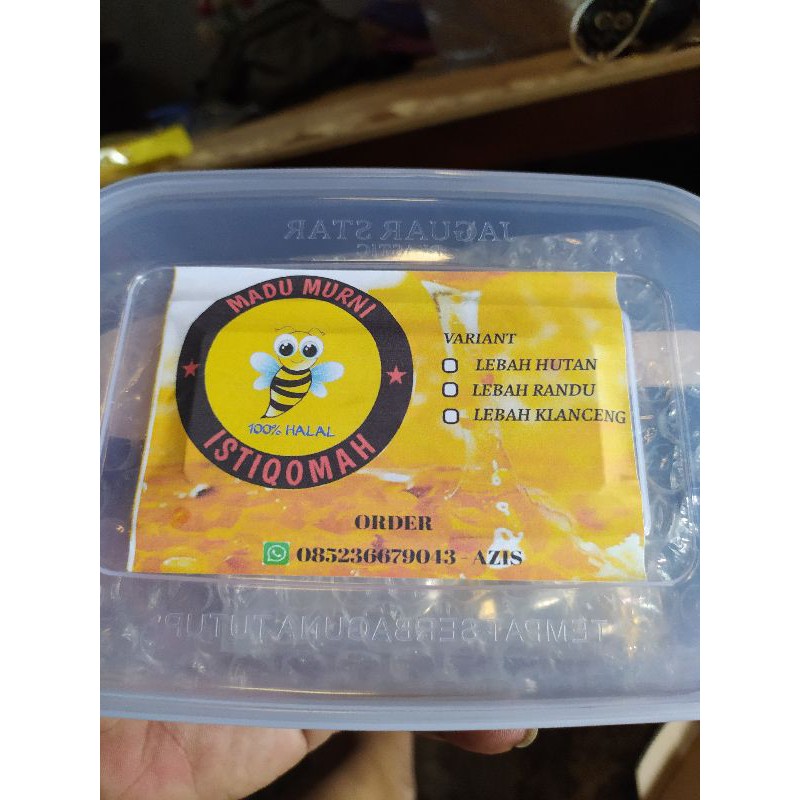 JAGUAR STAR
PLASTIC
MADU MURNI
100% HALAL
ISTIQOMAH
VARIANT
LEBAH HUTAN
LEBAH RANDU
LEBAH KLANCENG
ORDER
085236679043 - AZIS
TEMPAT SERBAGUNA TUTUP